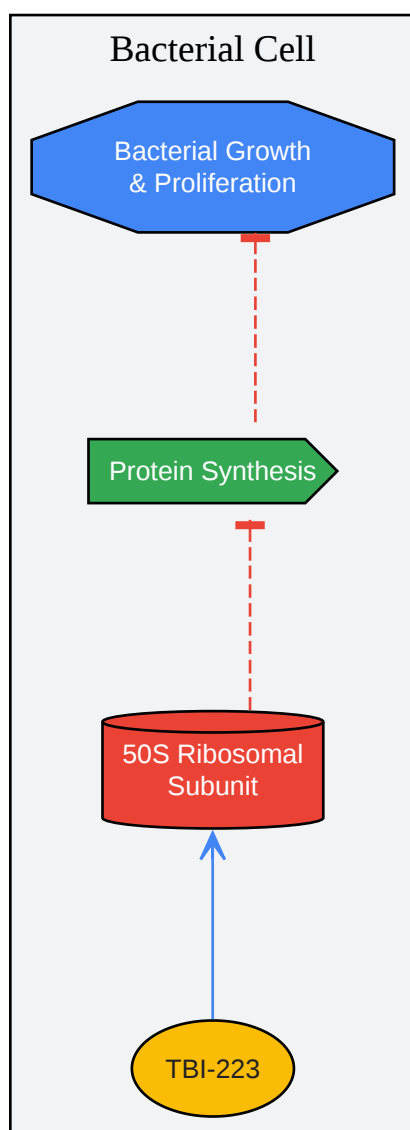 Bacterial Cell
Bacterial Growth
& Proliferation
Protein Synthesis
50S Ribosomal
Subunit
TBI-223